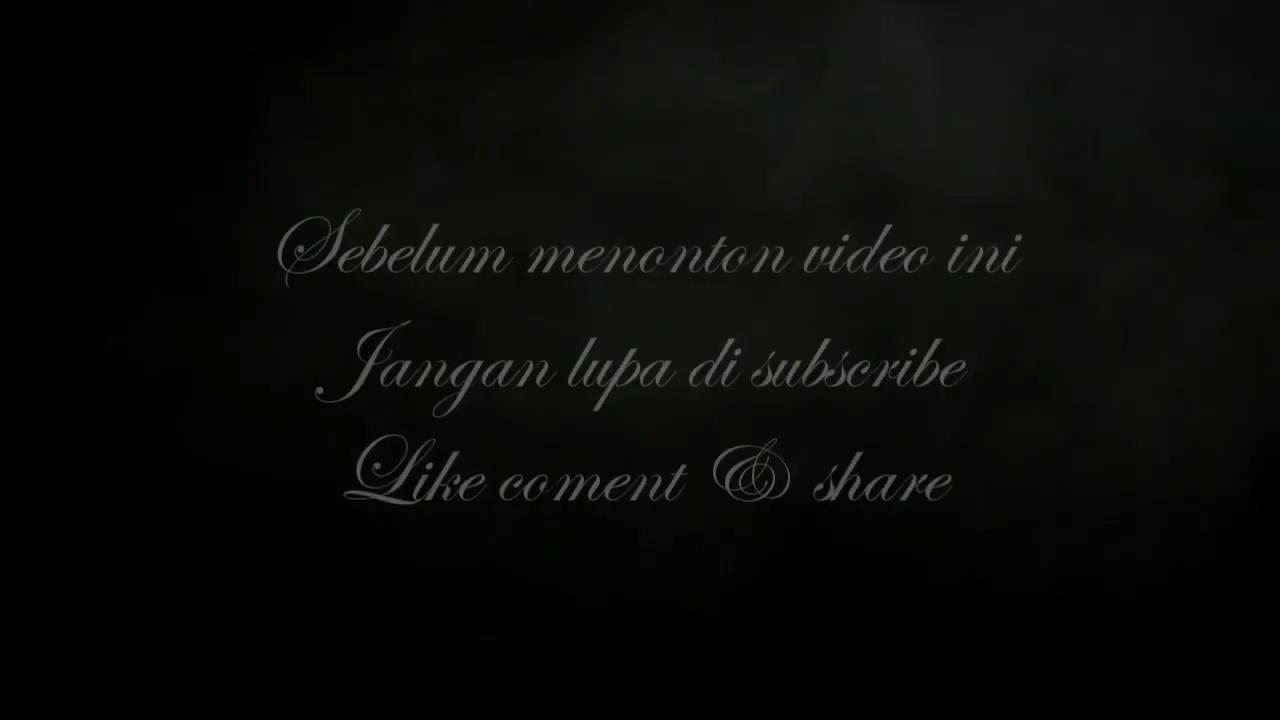 Sebelum menonton video ini
Jangan lupa di subscribe
Like coment & share